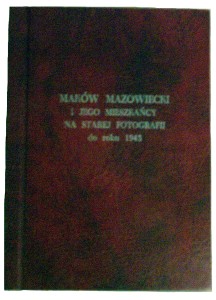 MAKÓW MAZOWIECKI
I JEGO MIESZKAŃCY
NA STAREJ FOTOGRAFII
do roku 1945